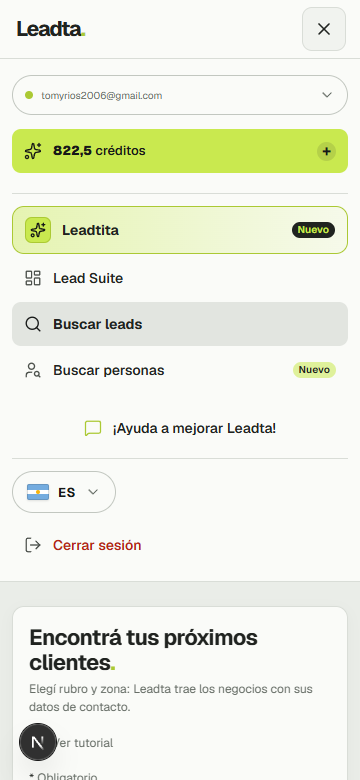 Leadta.
tomyrios2006@gmail.com
822,5 créditos
+
Leadtita Nuevo
Lead Suite
Buscar leads
Buscar personas Nuevo
¡Ayuda a mejorar Leadta!
ES
Cerrar sesión
Encontrá tus próximos
clientes.
Elegí rubro y zona: Leadta trae los negocios con sus
datos de contacto.
N Ver tutorial
* Obligatorio